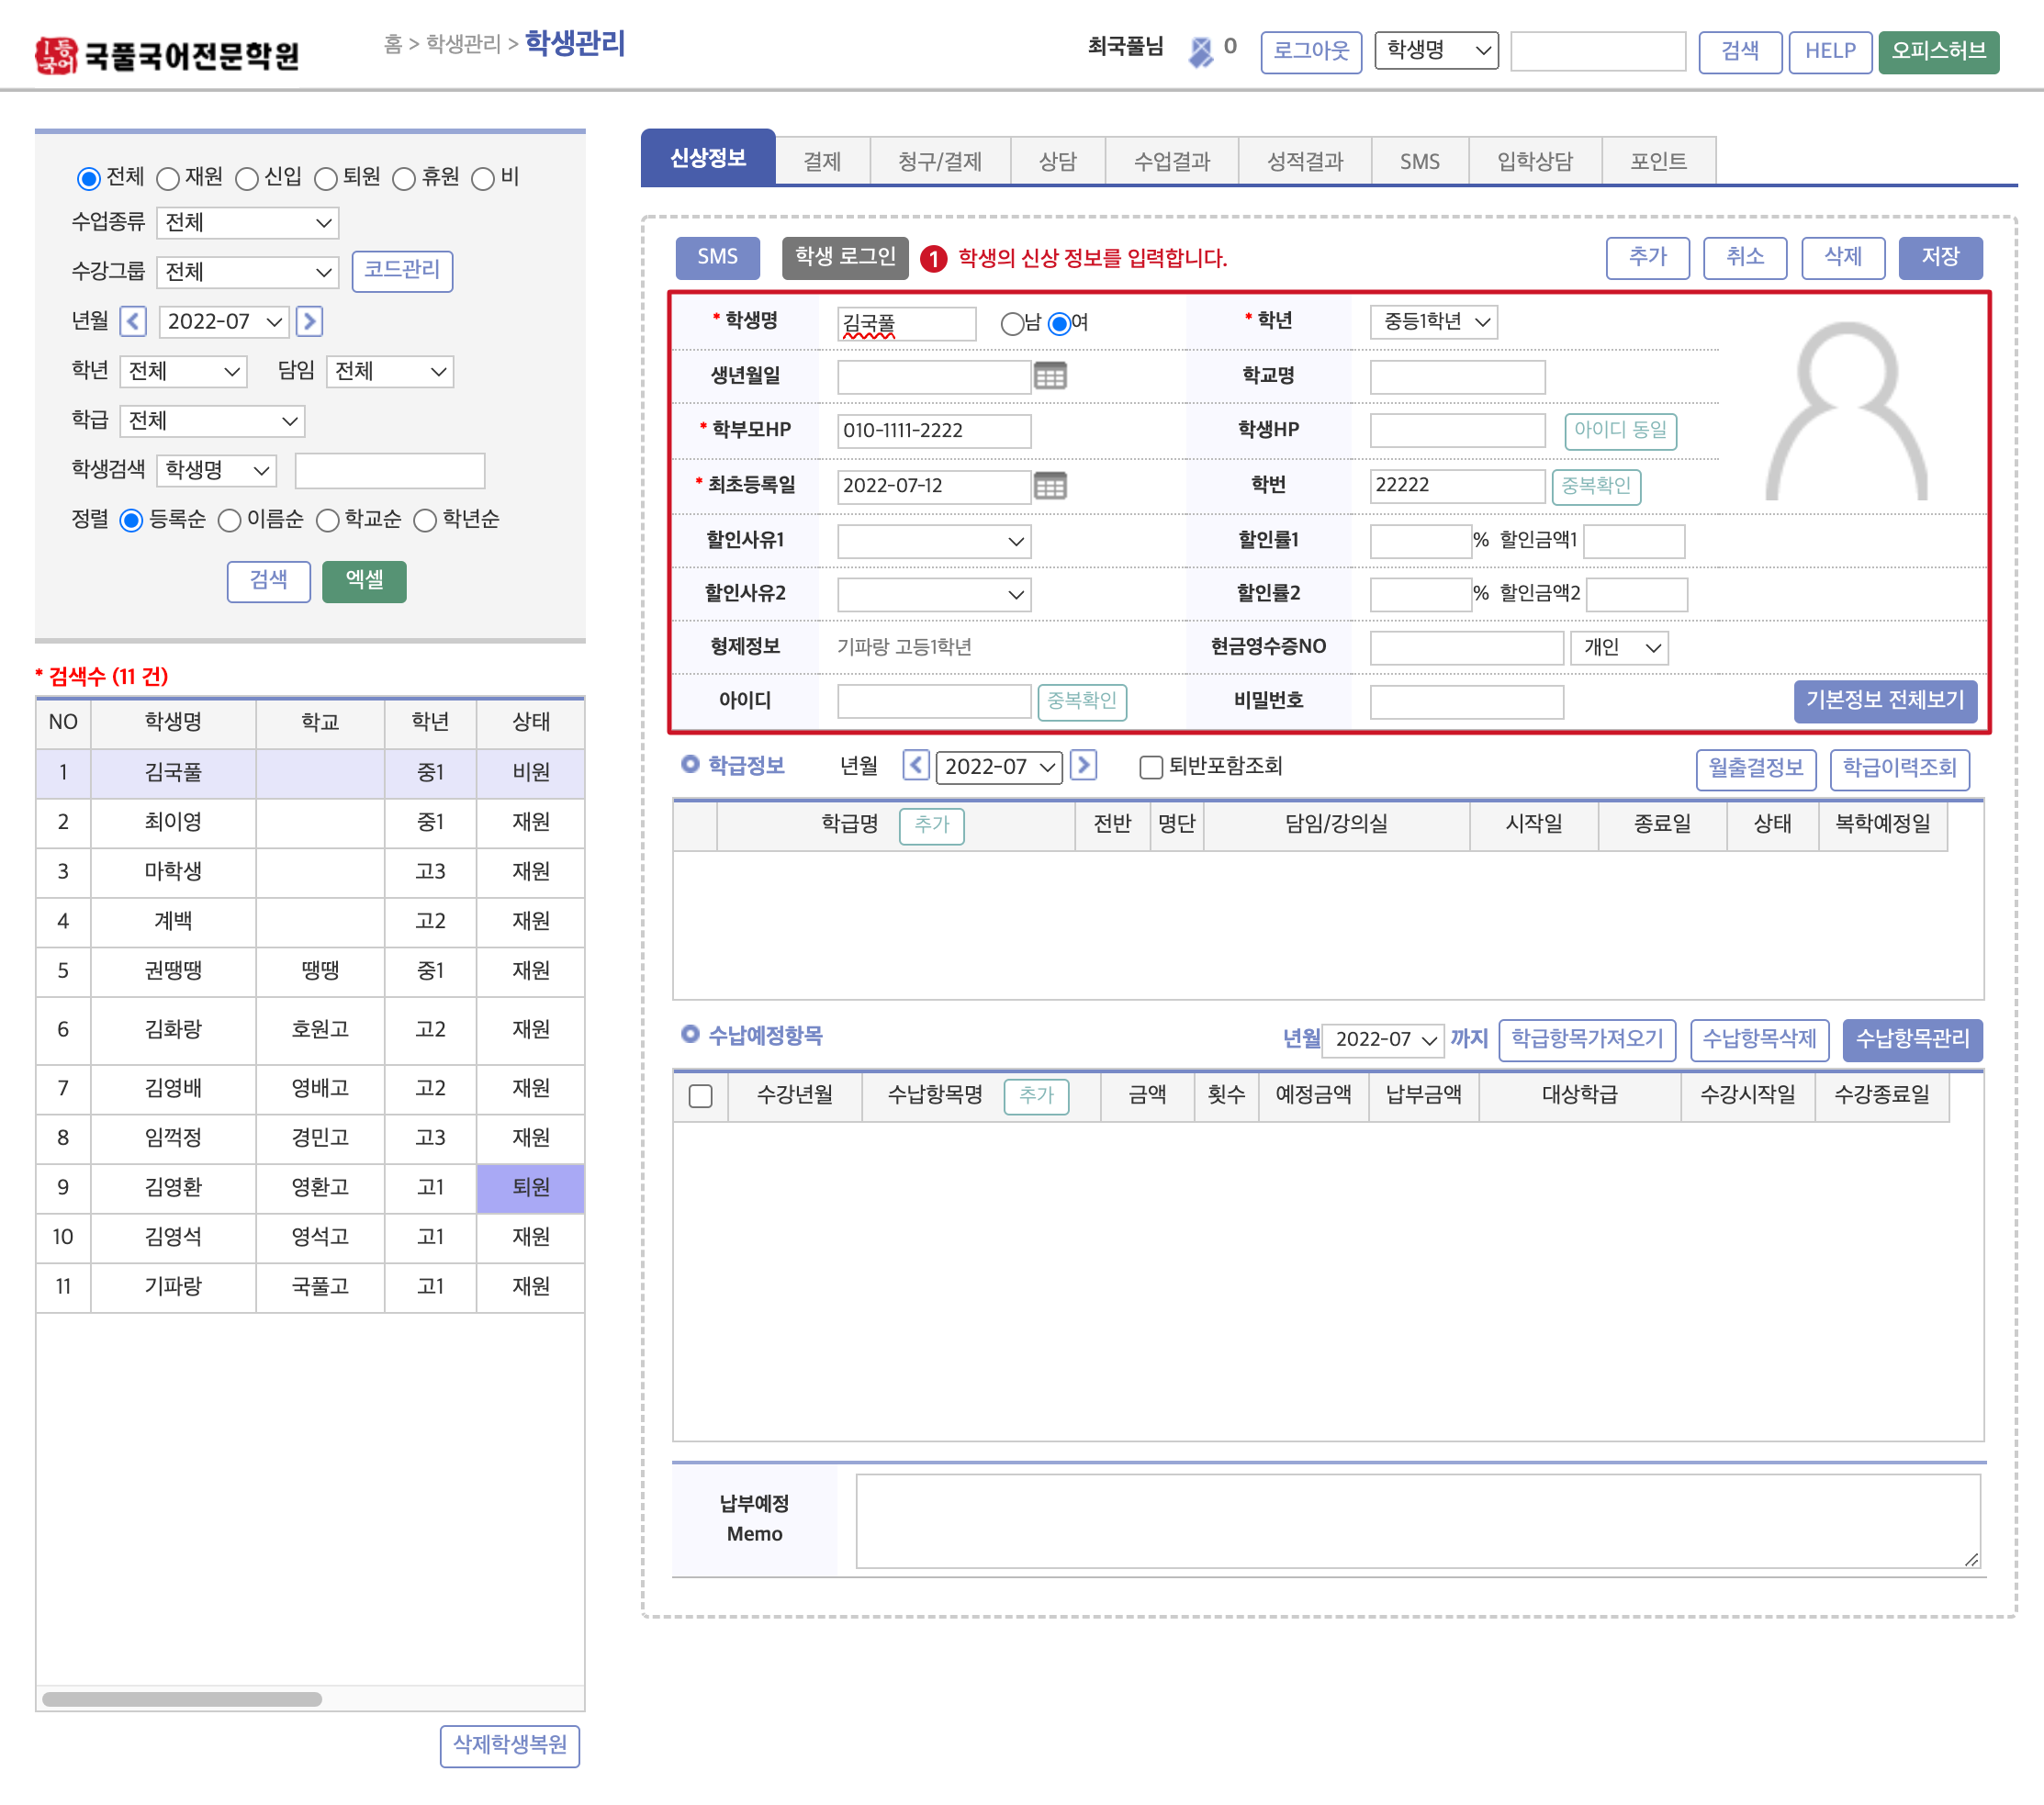 1등국어 국풀국어전문학원 홈 > 학생관리 > 학생관리 최국풀님 0 로그아웃 학생명 검색 HELP 오피스허브
전체 재원 신입 퇴원 휴원 비
수업종류 전체
수강그룹 전체 코드관리
년월 2022-07
학년 전체 담임 전체
학급 전체
학생검색 학생명
정렬 등록순 이름순 학교순 학년순
검색 엑셀
* 검색수 (11 건)
NO 학생명 학교 학년 상태
1 김국풀 중1 비원
2 최이영 중1 재원
3 마학생 고3 재원
4 계백 고2 재원
5 권땡땡 땡땡 중1 재원
6 김화랑 호원고 고2 재원
7 김영배 영배고 고2 재원
8 임꺽정 경민고 고3 재원
9 김영환 영환고 고1 퇴원
10 김영석 영석고 고1 재원
11 기파랑 국풀고 고1 재원
삭제학생복원
신상정보 결제 청구/결제 상담 수업결과 성적결과 SMS 입학상담 포인트
SMS 학생 로그인 1 학생의 신상 정보를 입력합니다. 추가 취소 삭제 저장
* 학생명 김국풀 남 여 * 학년 중등1학년
생년월일 학교명
* 학부모HP 010-1111-2222 학생HP 아이디 동일
* 최초등록일 2022-07-12 학번 22222 중복확인
할인사유1 할인률1 % 할인금액1
할인사유2 할인률2 % 할인금액2
형제정보 기파랑 고등1학년 현금영수증NO 개인
아이디 중복확인 비밀번호 기본정보 전체보기
학급정보 년월 2022-07 퇴반포함조회 월출결정보 학급이력조회
학급명 추가 전반 명단 담임/강의실 시작일 종료일 상태 복학예정일
수납예정항목 년월 2022-07 까지 학급항목가져오기 수납항목삭제 수납항목관리
수강년월 수납항목명 추가 금액 횟수 예정금액 납부금액 대상학급 수강시작일 수강종료일
납부예정
Memo